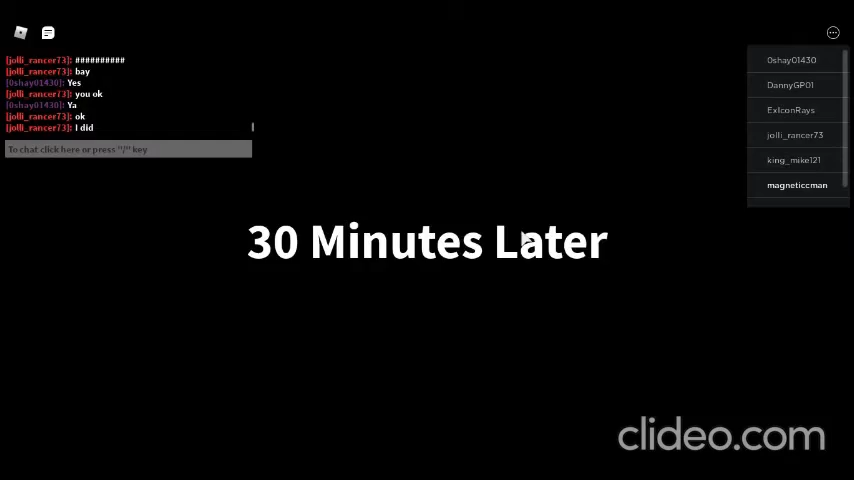 [jolli_rancer73]: ##########
[jolli_rancer73]: bay
[0shay01430]: Yes
[jolli_rancer73]: you ok
[0shay01430]: Ya
[jolli_rancer73]: ok
[jolli_rancer73]: I did
To chat click here or press "/" key
0shay01430
DannyGP01
ExIconRays
jolli_rancer73
king_mike121
magneticcman
30 Minutes Later
clideo.com